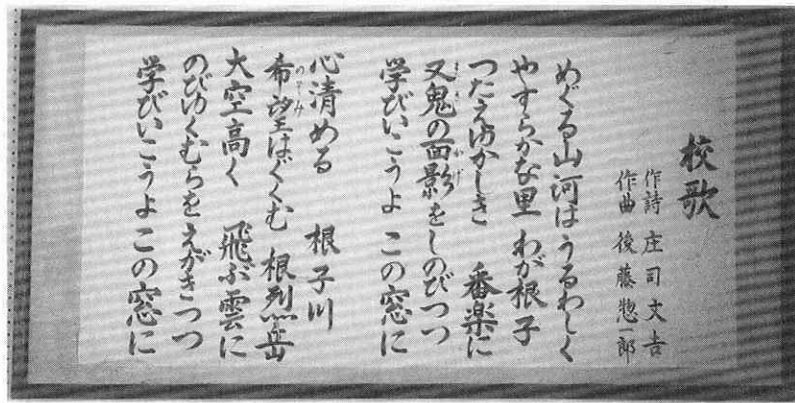 校歌
作詩 庄司文吉
作曲 後藤惣一郎
めぐる山河はうるわしく
やすらかな里 わが根子
つたえゆかしき 番楽に
又鬼の面影をしのびつつ
学びいこうよ この窓に
心清める 根子川
希望はぐくむ 根烈岳
大空高く 飛ぶ雲に
のびゆくむらをえがきつつ
学びいこうよ この窓に